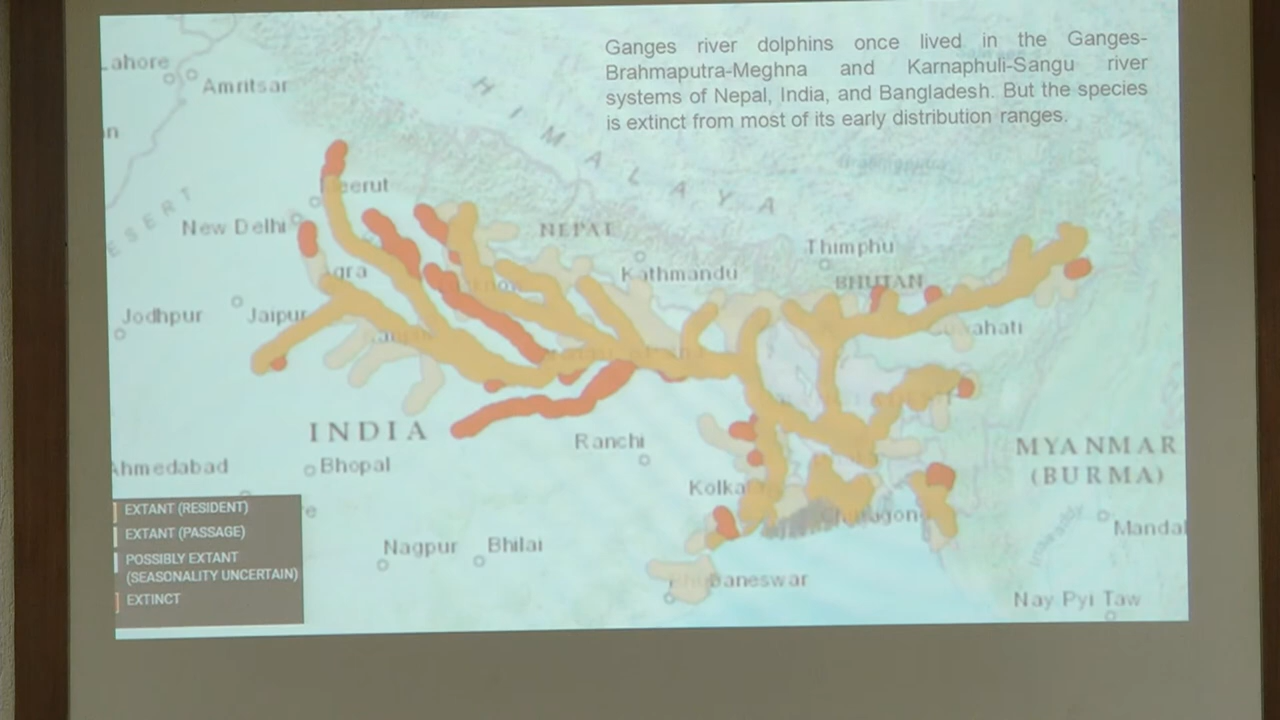 Ganges river dolphins once lived in the Ganges-
Brahmaputra-Meghna and Karnaphuli-Sangu river
systems of Nepal, India, and Bangladesh. But the species
is extinct from most of its early distribution ranges.
Lahore
Amritsar
HIMALAYA
New Delhi
NEPAL
Thimphu
Kathmandu
BHUTAN
Jodhpur
Jaipur
INDIA
Ranchi
MYANMAR
(BURMA)
Ahmedabad
Bhopal
Nagpur
Bhilai
Mandal
Nay Pyi Taw
EXTANT (RESIDENT)
EXTANT (PASSAGE)
POSSIBLY EXTANT
(SEASONALITY UNCERTAIN)
EXTINCT